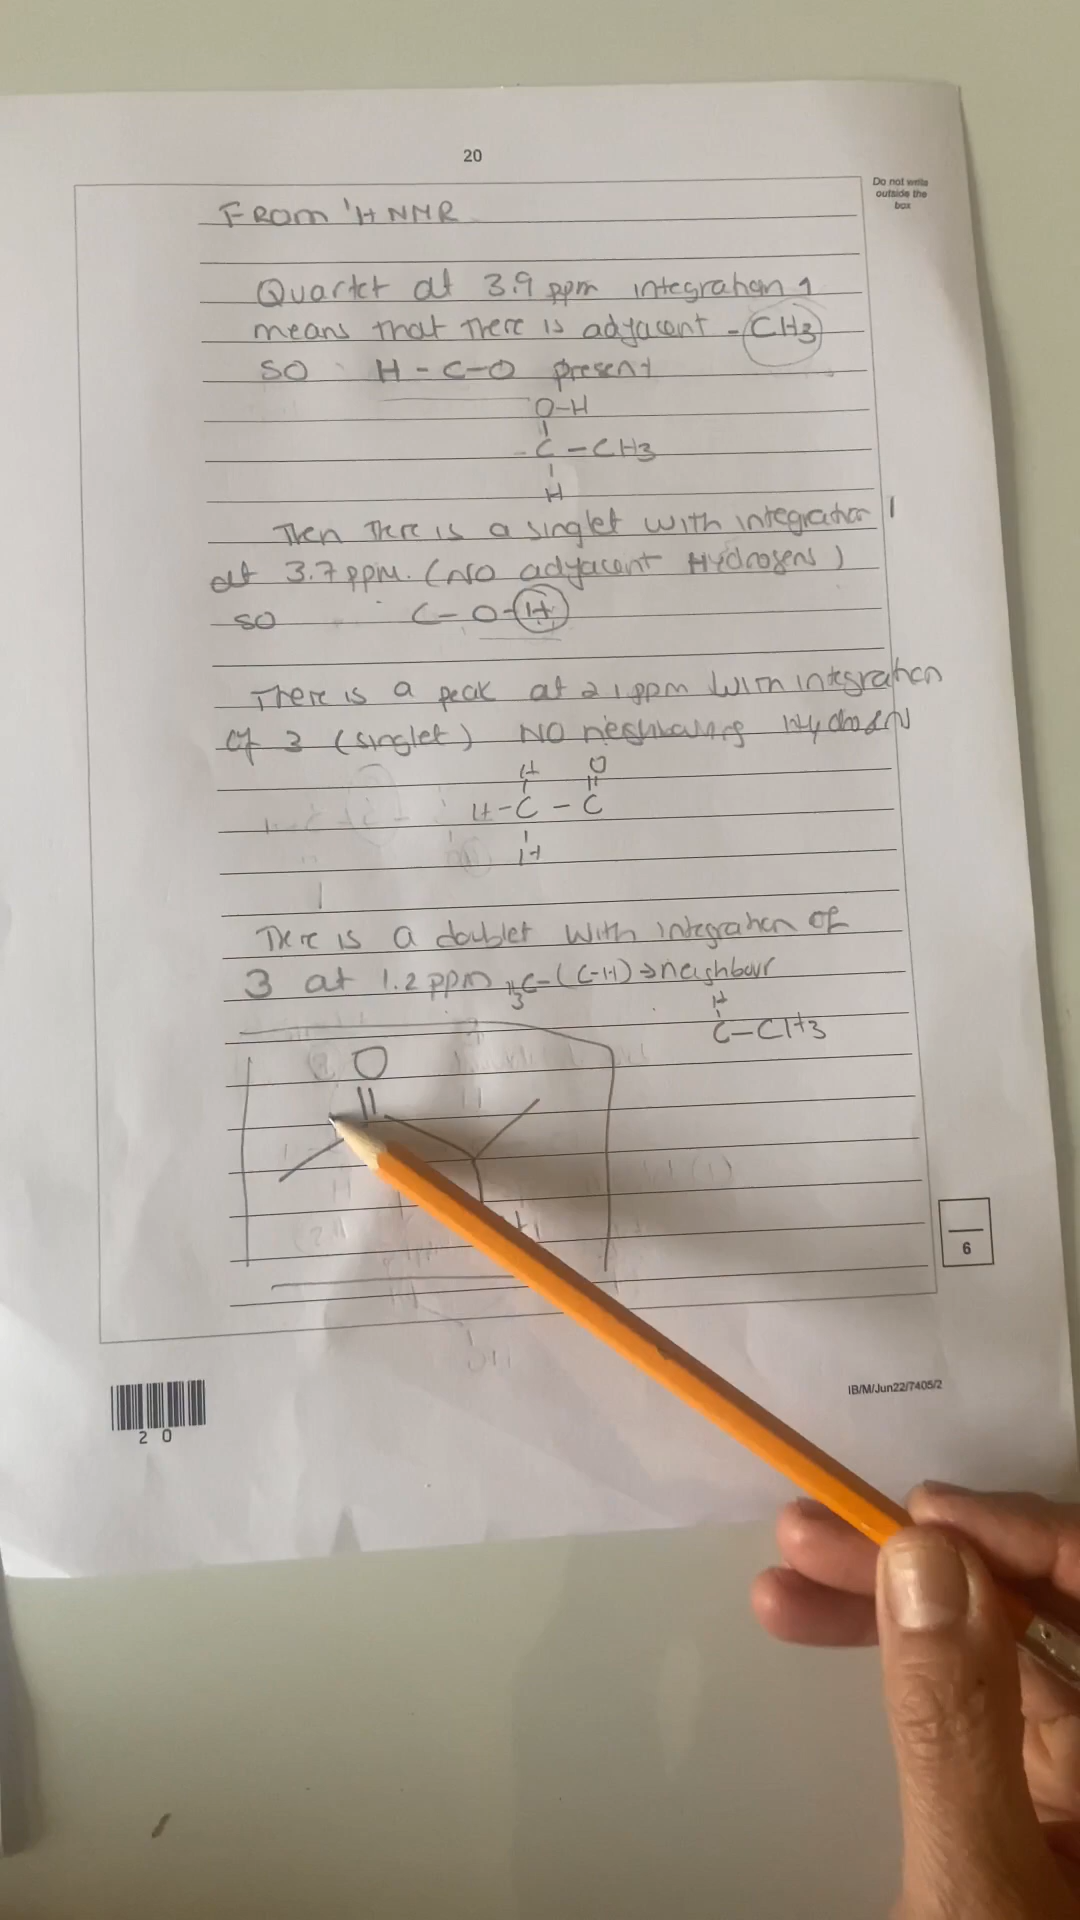 20
Do not write
outside the
box
From ¹H NMR
Quartet at 3.9 ppm integration 1
means that there is adjacent -CH3
so H-C-O present
O-H
C-CH3
H
Then there is a singlet with integration 1
at 3.7 ppm. (No adjacent Hydrogens)
so C-O-H
There is a peak at 2.1 ppm with integration
of 3 (singlet) NO neighbouring
H O
H-C-C
H
There is a doublet with integration of
3 at 1.2 ppm H3C-(C-H)→neighbour
H
C-CH3
O
6
IB/M/Jun22/7405/2
2 0